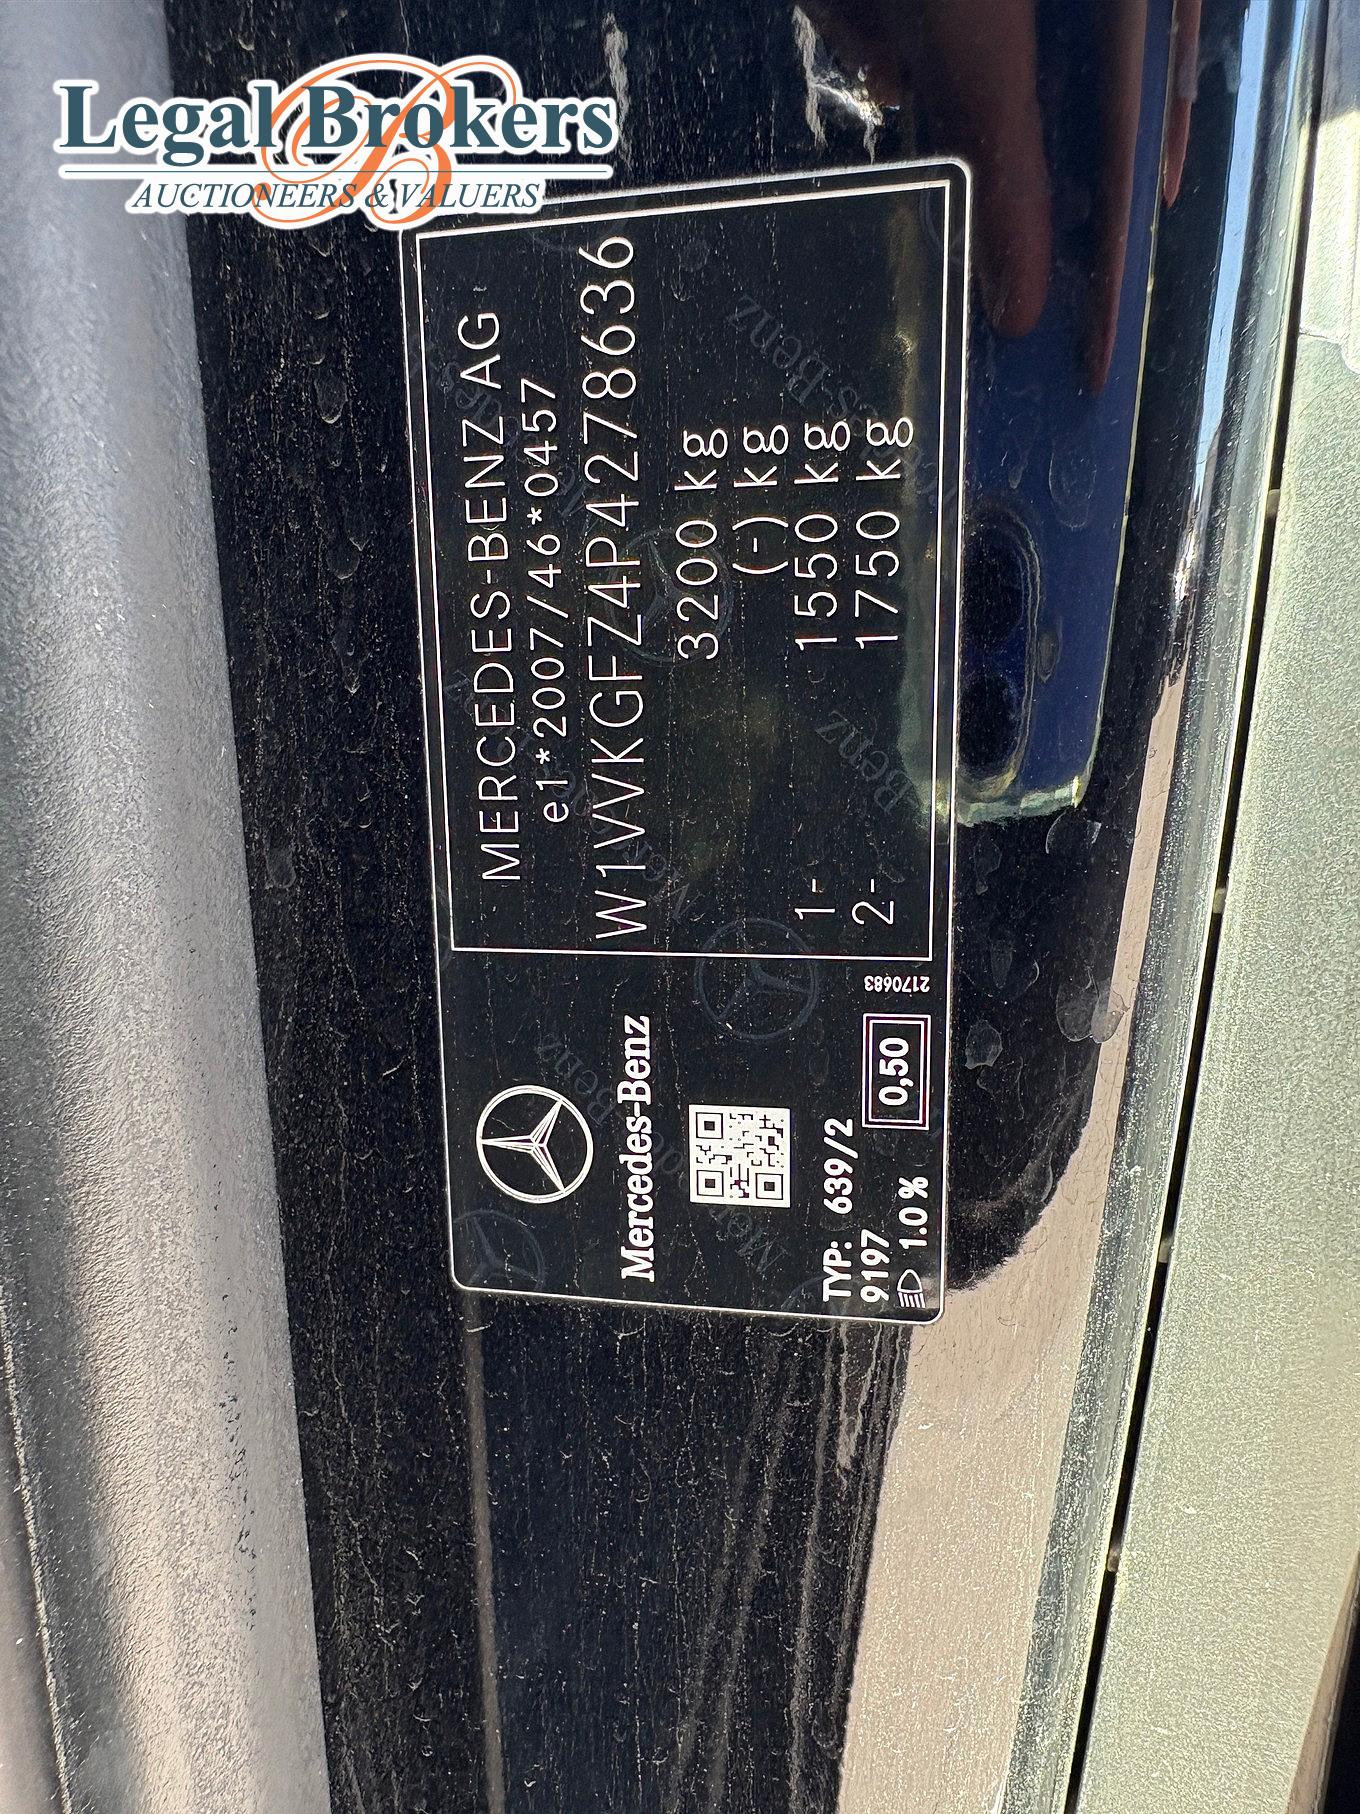 Legal Brokers
AUCTIONEERS & VALUERS
MERCEDES-BENZ AG
e1*2007/46*0457
W1VVKGFZ4P4278636
3200 kg
(-) kg
1- 1550 kg
2- 1750 kg
Mercedes-Benz
TYP: 639/2
9197
1.0 %
0,50
2170683